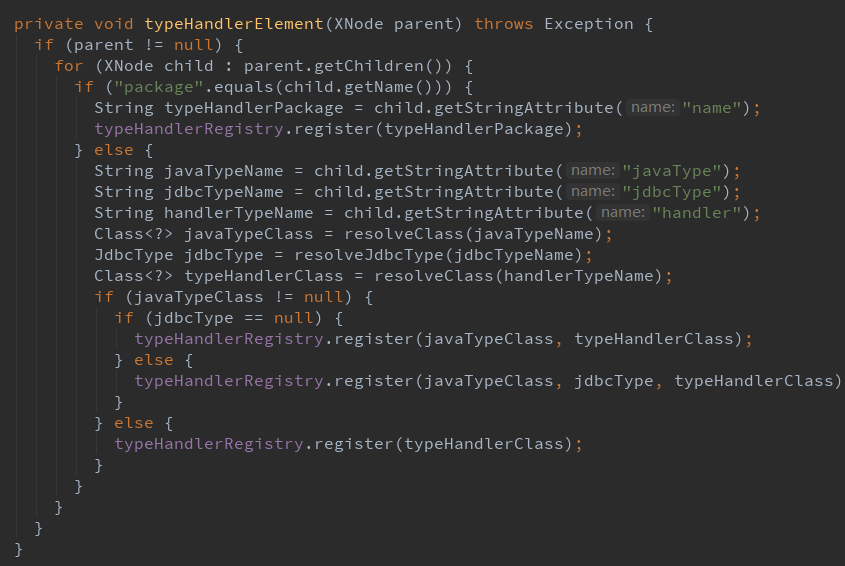 private void typeHandlerElement(XNode parent) throws Exception {
  if (parent != null) {
    for (XNode child : parent.getChildren()) {
      if ("package".equals(child.getName())) {
        String typeHandlerPackage = child.getStringAttribute( name: "name");
        typeHandlerRegistry.register(typeHandlerPackage);
      } else {
        String javaTypeName = child.getStringAttribute( name: "javaType");
        String jdbcTypeName = child.getStringAttribute( name: "jdbcType");
        String handlerTypeName = child.getStringAttribute( name: "handler");
        Class<?> javaTypeClass = resolveClass(javaTypeName);
        JdbcType jdbcType = resolveJdbcType(jdbcTypeName);
        Class<?> typeHandlerClass = resolveClass(handlerTypeName);
        if (javaTypeClass != null) {
          if (jdbcType == null) {
            typeHandlerRegistry.register(javaTypeClass, typeHandlerClass);
          } else {
            typeHandlerRegistry.register(javaTypeClass, jdbcType, typeHandlerClass)
          }
        } else {
          typeHandlerRegistry.register(typeHandlerClass);
        }
      }
    }
  }
}